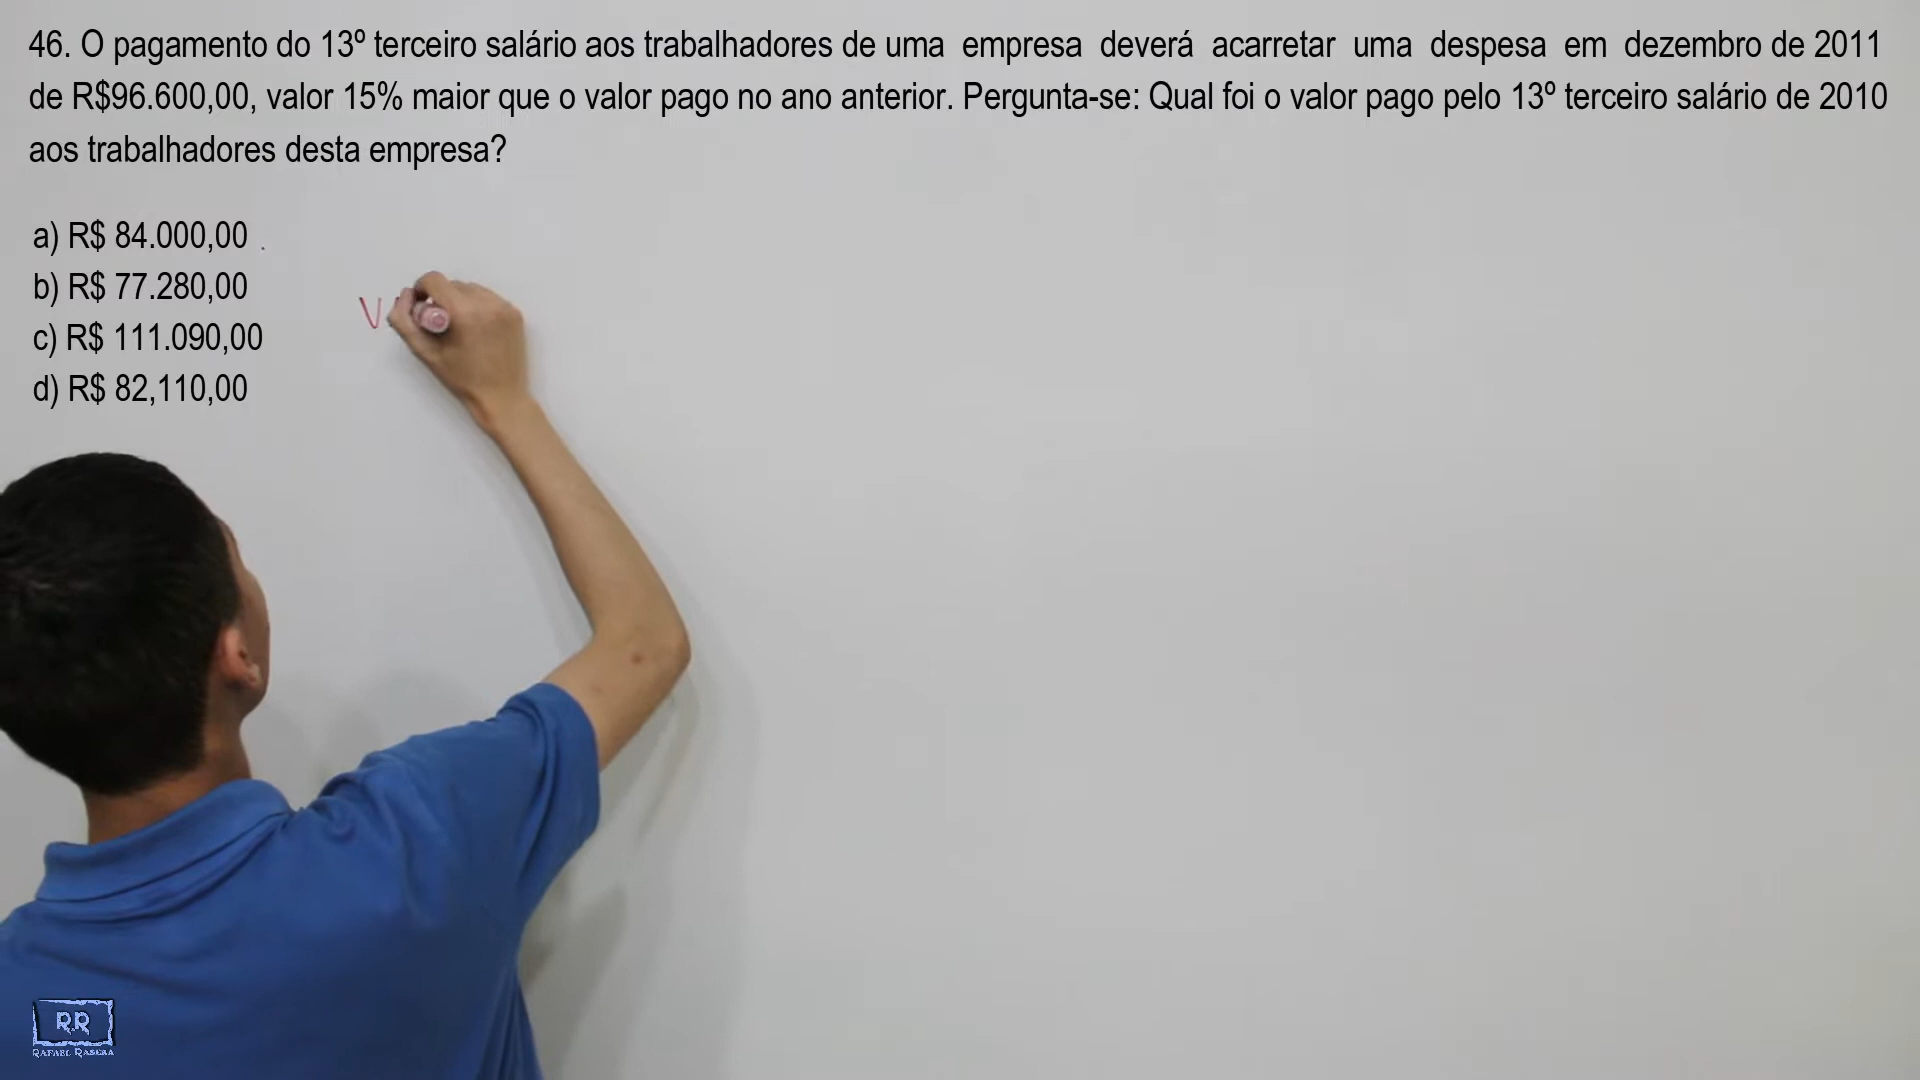 46. O pagamento do 13º terceiro salário aos trabalhadores de uma empresa deverá acarretar uma despesa em dezembro de 2011
de R$96.600,00, valor 15% maior que o valor pago no ano anterior. Pergunta-se: Qual foi o valor pago pelo 13º terceiro salário de 2010
aos trabalhadores desta empresa?
a) R$ 84.000,00
b) R$ 77.280,00
c) R$ 111.090,00
d) R$ 82,110,00
V
RR
RAFAEL RABERA